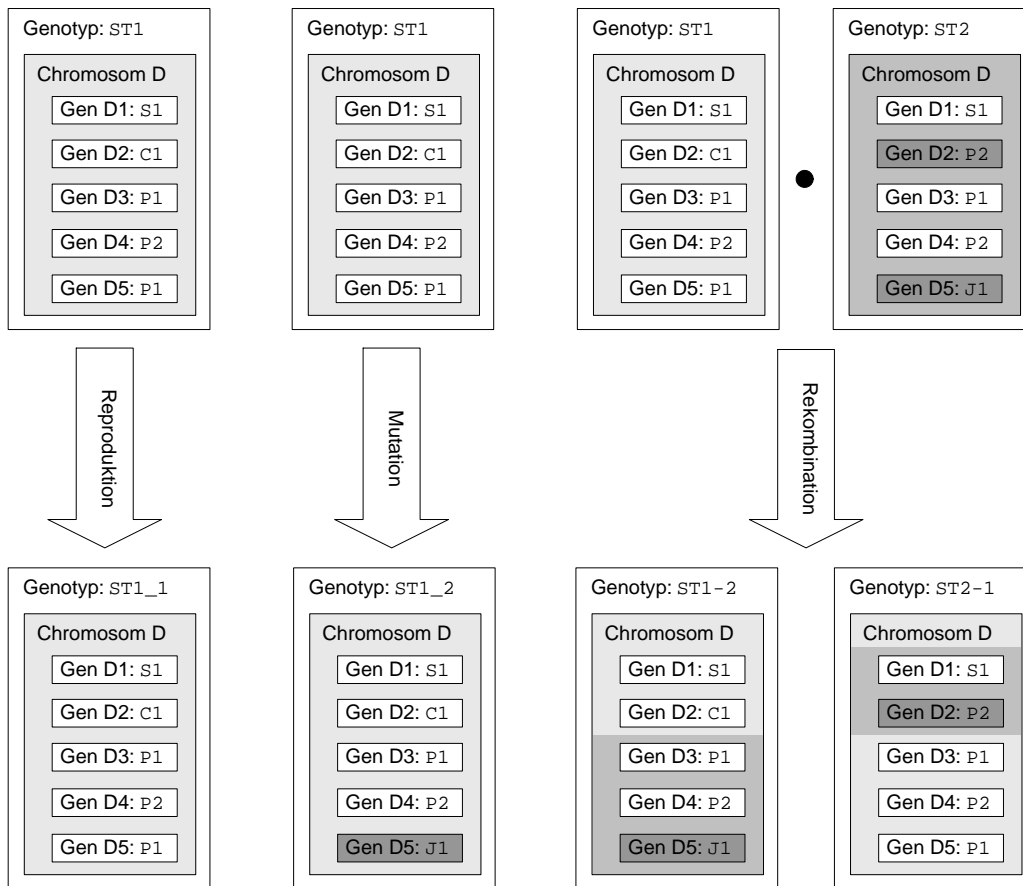 Genotyp: ST1
Chromosom D
Gen D1: S1
Gen D2: C1
Gen D3: P1
Gen D4: P2
Gen D5: P1
Genotyp: ST1
Chromosom D
Gen D1: S1
Gen D2: C1
Gen D3: P1
Gen D4: P2
Gen D5: P1
Genotyp: ST1
Chromosom D
Gen D1: S1
Gen D2: C1
Gen D3: P1
Gen D4: P2
Gen D5: P1
Genotyp: ST2
Chromosom D
Gen D1: S1
Gen D2: P2
Gen D3: P1
Gen D4: P2
Gen D5: J1
Reproduktion
Mutation
Rekombination
Genotyp: ST1_1
Chromosom D
Gen D1: S1
Gen D2: C1
Gen D3: P1
Gen D4: P2
Gen D5: P1
Genotyp: ST1_2
Chromosom D
Gen D1: S1
Gen D2: C1
Gen D3: P1
Gen D4: P2
Gen D5: J1
Genotyp: ST1-2
Chromosom D
Gen D1: S1
Gen D2: C1
Gen D3: P1
Gen D4: P2
Gen D5: J1
Genotyp: ST2-1
Chromosom D
Gen D1: S1
Gen D2: P2
Gen D3: P1
Gen D4: P2
Gen D5: P1